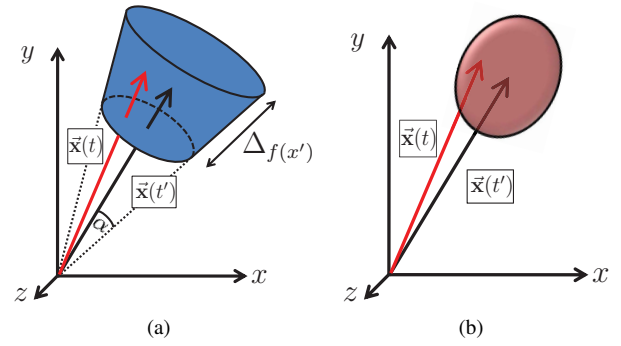 y
x⃗(t)
Δf(x′)
x⃗(t′)
α
z
x
(a)
y
x⃗(t)
x⃗(t′)
z
x
(b)